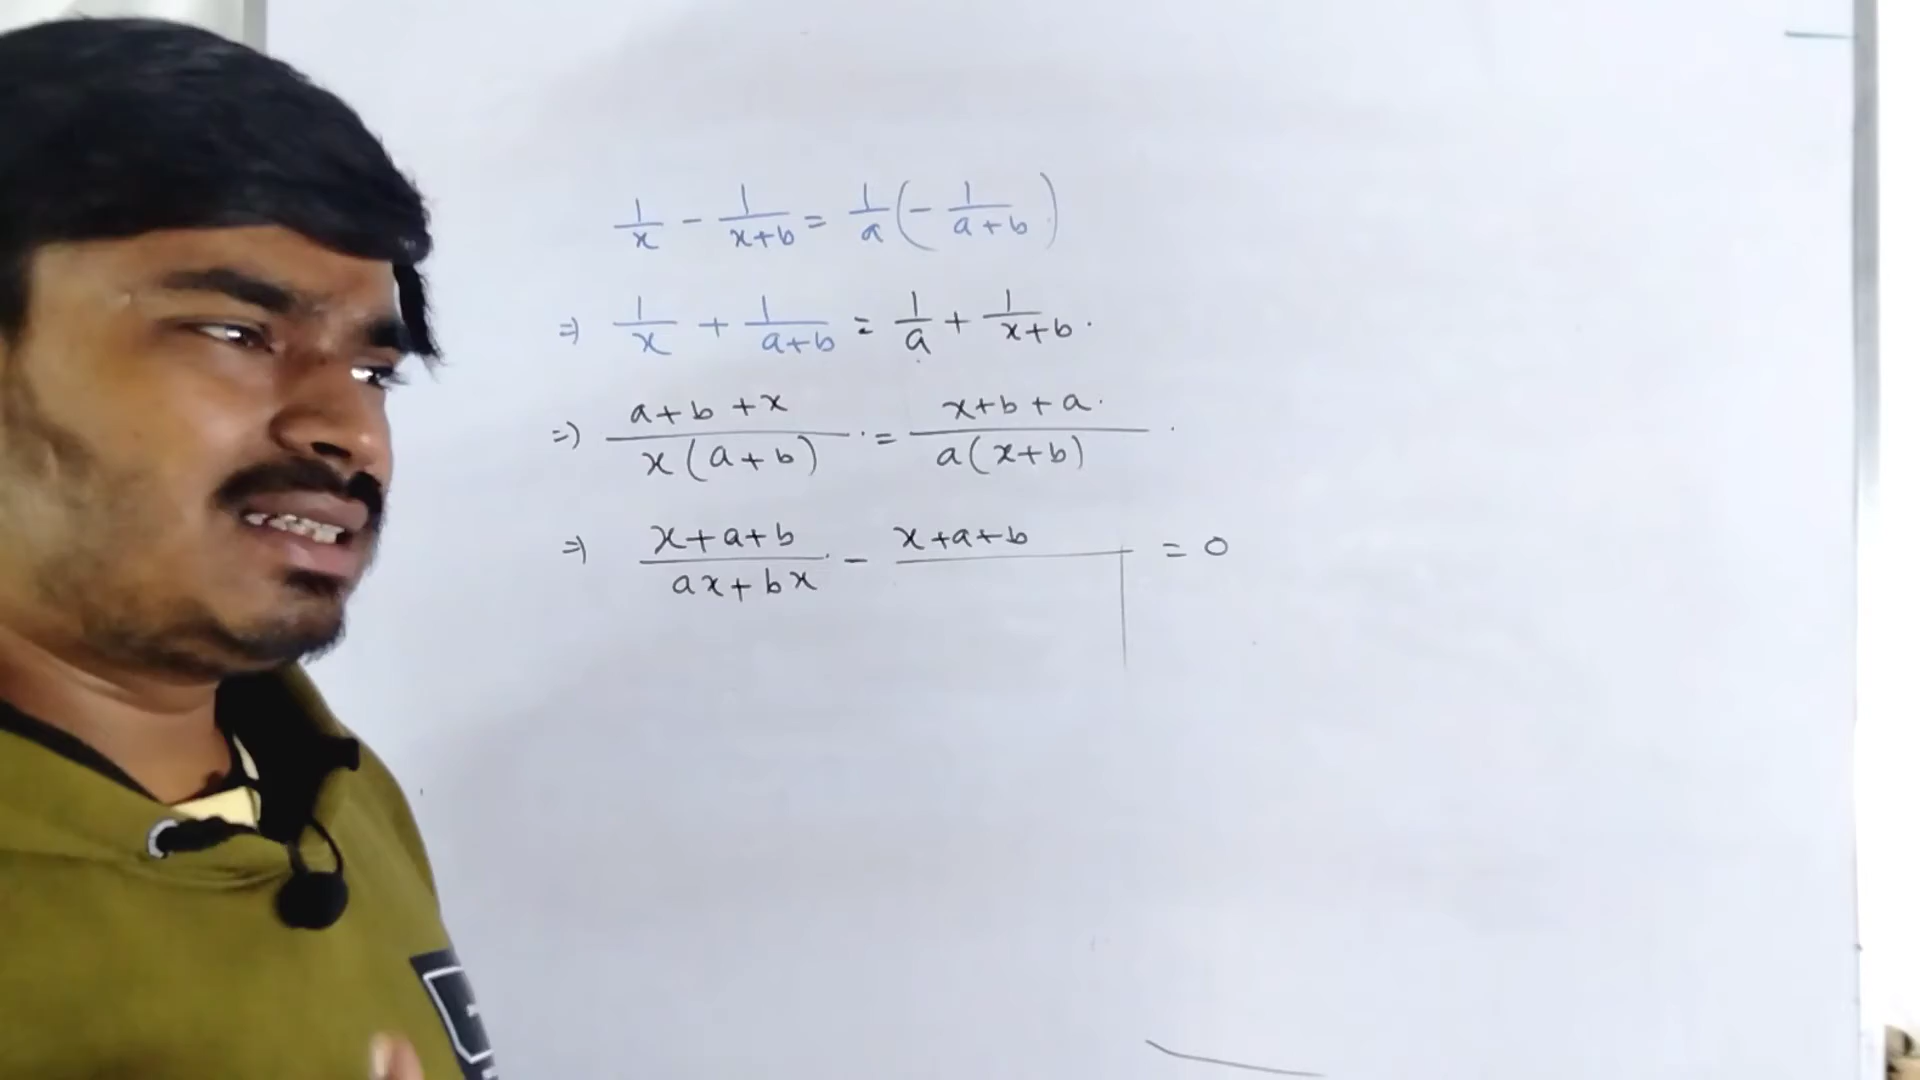 1/x - 1/(x+b) = 1/a (- 1/(a+b))
⇒ 1/x + 1/(a+b) = 1/a + 1/(x+b).
⇒ (a+b+x)/(x(a+b)) = (x+b+a)/(a(x+b))
⇒ (x+a+b)/(ax+bx) - (x+a+b)/ = 0